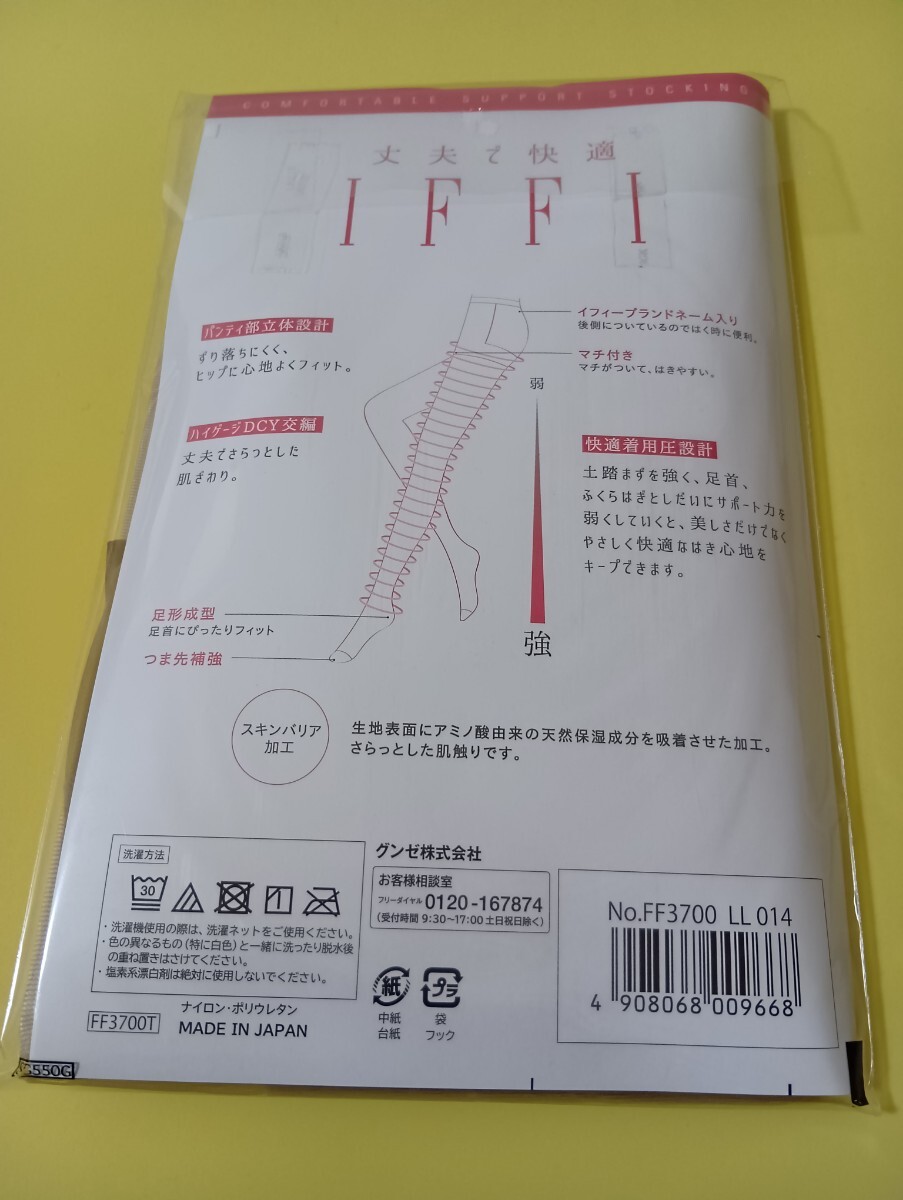 COMFORTABLE SUPPORT STOCKING
丈夫で快適
IFFI
パンティ部立体設計
ずり落ちにくく、
ヒップに心地よくフィット。
ハイゲージDCY交編
丈夫でさらっとした
肌ざわり。
イフィーブランドネーム入り
後側についているのではく時に便利。
マチ付き
マチがついて、はきやすい。
弱
強
快適着用圧設計
土踏まずを強く、足首、
ふくらはぎとしだいにサポート力を
弱くしていくと、美しさだけでなく
やさしく快適なはき心地を
キープできます。
足形成型
足首にぴったりフィット
つま先補強
スキンバリア
加工
生地表面にアミノ酸由来の天然保湿成分を吸着させた加工。
さらっとした肌触りです。
洗濯方法
30
・洗濯機使用の際は、洗濯ネットをご使用ください。
・色の異なるもの(特に白色)と一緒に洗ったり脱水後
の重ね置きはさけてください。
・塩素系漂白剤は絶対に使用しないでください。
FF3700T
ナイロン・ポリウレタン
MADE IN JAPAN
グンゼ株式会社
お客様相談室
フリーダイヤル 0120-167874
(受付時間 9:30~17:00 土日祝日除く)
紙
中紙
台紙
プラ
袋
フック
No.FF3700 LL 014
4 908068 009668
S550G